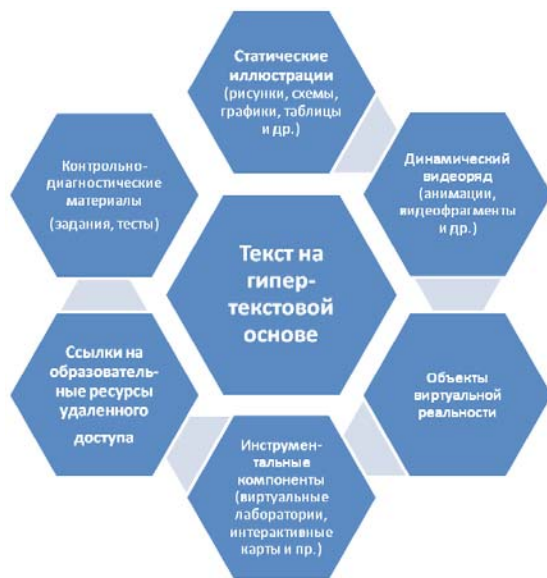 Статические
иллюстрации
(рисунки, схемы,
графики, таблицы
и др.)
Динамический
видеоряд
(анимации,
видеофрагменты
и др.)
Объекты
виртуальной
реальности
Инструмен-
тальные
компоненты
(виртуальные
лаборатории,
интерактивные
карты и пр.)
Ссылки на
образователь-
ные ресурсы
удаленного
доступа
Контрольно-
диагностические
материалы
(задания, тесты)
Текст на
гипер-
текстовой
основе